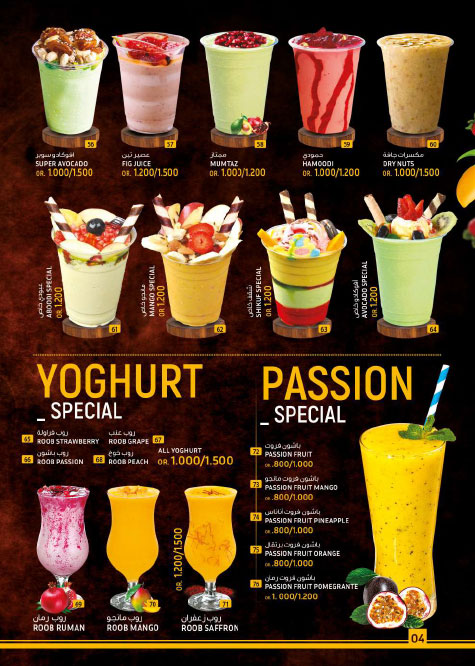 56
57
58
59
60
افوكادو سوبر
SUPER AVOCADO
OR. 1.000/1.500
عصير تين
FIG JUICE
OR. 1.200/1.500
ممتاز
MUMTAZ
OR. 1.000/1.200
حمودي
HAMOODI
OR. 1.000/1.200
مكسرات جافة
DRY NUTS
OR. 1.000/1.500
عبودي خاص
ABOODI SPECIAL
OR 1.200
61
مانجو خاص
MANGO SPECIAL
OR 1.200
62
OR 1.200
63
أفوكادو خاص
AVOCADO SPECIAL
OR 1.200
64
YOGHURT
_ SPECIAL
65 روب فراولة
ROOB STRAWBERRY
روب عنب 67
ROOB GRAPE
66 روب باشون
ROOB PASSION
68 روب خوخ
ROOB PEACH
ALL YOGHURT
OR 1.000/1.500
69
70
OR. 1.200/1.500
71
روب رمان
ROOB RUMAN
روب مانجو
ROOB MANGO
روب زعفران
ROOB SAFFRON
PASSION
_ SPECIAL
72 باشون فروت
PASSION FRUIT
OR .800/1.000
73 باشون فروت مانجو
PASSION FRUIT MANGO
OR .800/1.000
74 باشون فروت أناناس
PASSION FRUIT PINEAPPLE
OR .800/1.000
75 باشون فروت برتقال
PASSION FRUIT ORANGE
OR .800/1.000
76 باشون فروت رمان
PASSION FRUIT POMEGRANTE
OR 1.000/1.200
04